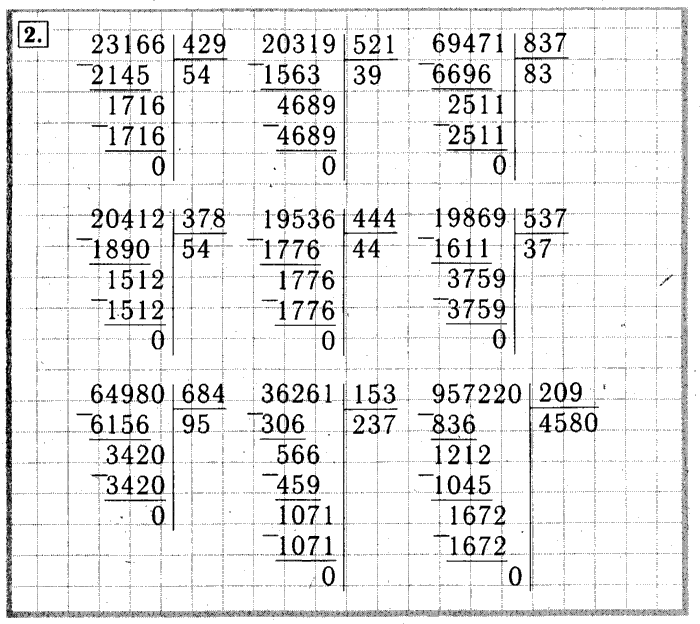 2.
23166 429 20319 521 69471 837
−2145 54 −1563 39 −6696 83
1716 4689 2511
−1716 −4689 −2511
0 0 0
20412 378 19536 444 19869 537
−1890 54 −1776 44 −1611 37
1512 1776 3759
−1512 −1776 −3759
0 0 0
64980 684 36261 153 957220 209
−6156 95 −306 237 −836 4580
3420 566 1212
−3420 −459 −1045
0 1071 1672
−1071 −1672
0 0